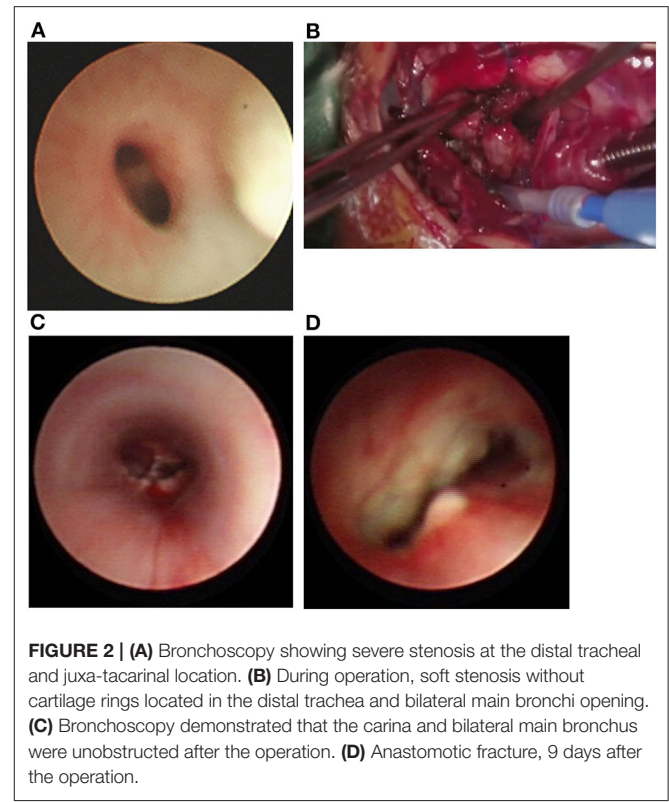 A
B
C
D
FIGURE 2 | (A) Bronchoscopy showing severe stenosis at the distal tracheal
and juxa-tacarinal location. (B) During operation, soft stenosis without
cartilage rings located in the distal trachea and bilateral main bronchi opening.
(C) Bronchoscopy demonstrated that the carina and bilateral main bronchus
were unobstructed after the operation. (D) Anastomotic fracture, 9 days after
the operation.